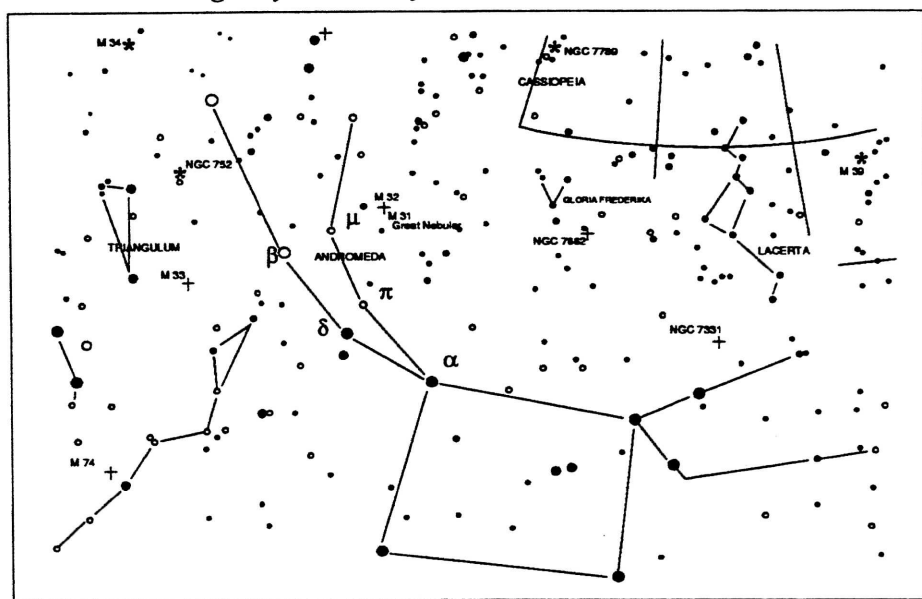 M 34
NGC 7789
CASSIOPEIA
NGC 752
M 39
M 32
M 31
Great Nebular
μ
GLORIA FREDERIKA
TRIANGULUM
β
ANDROMEDA
NGC 7662
LACERTA
M 33
π
δ
NGC 7331
α
M 74